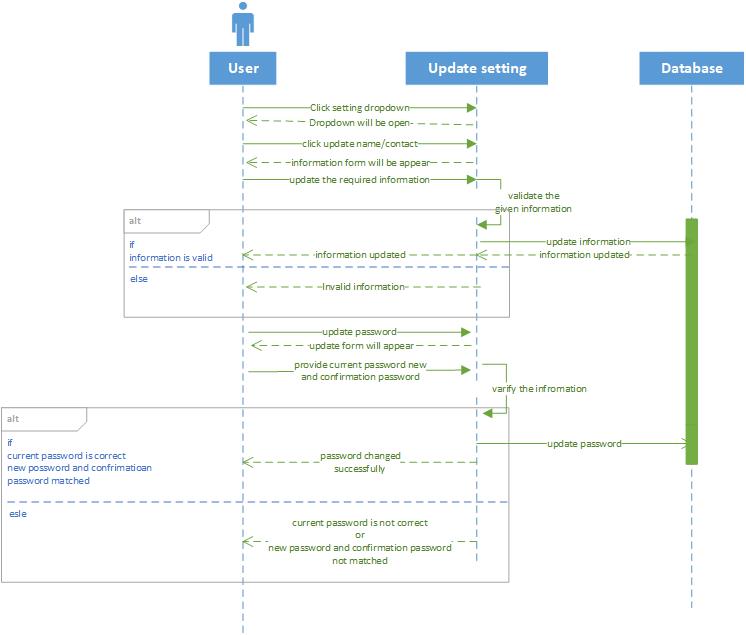 User
Update setting
Database
Click setting dropdown
Dropdown will be open
click update name/contact
information form will be appear
update the required information
validate the
given information
alt
if
information is valid
update information
information updated
information updated
else
Invalid information
update password
update form will appear
provide current password new
and confirmation password
varify the infromation
alt
if
current password is correct
new possword and confrimatioan
password matched
update password
password changed
successfully
esle
current password is not correct
or
new password and confirmation password
not matched